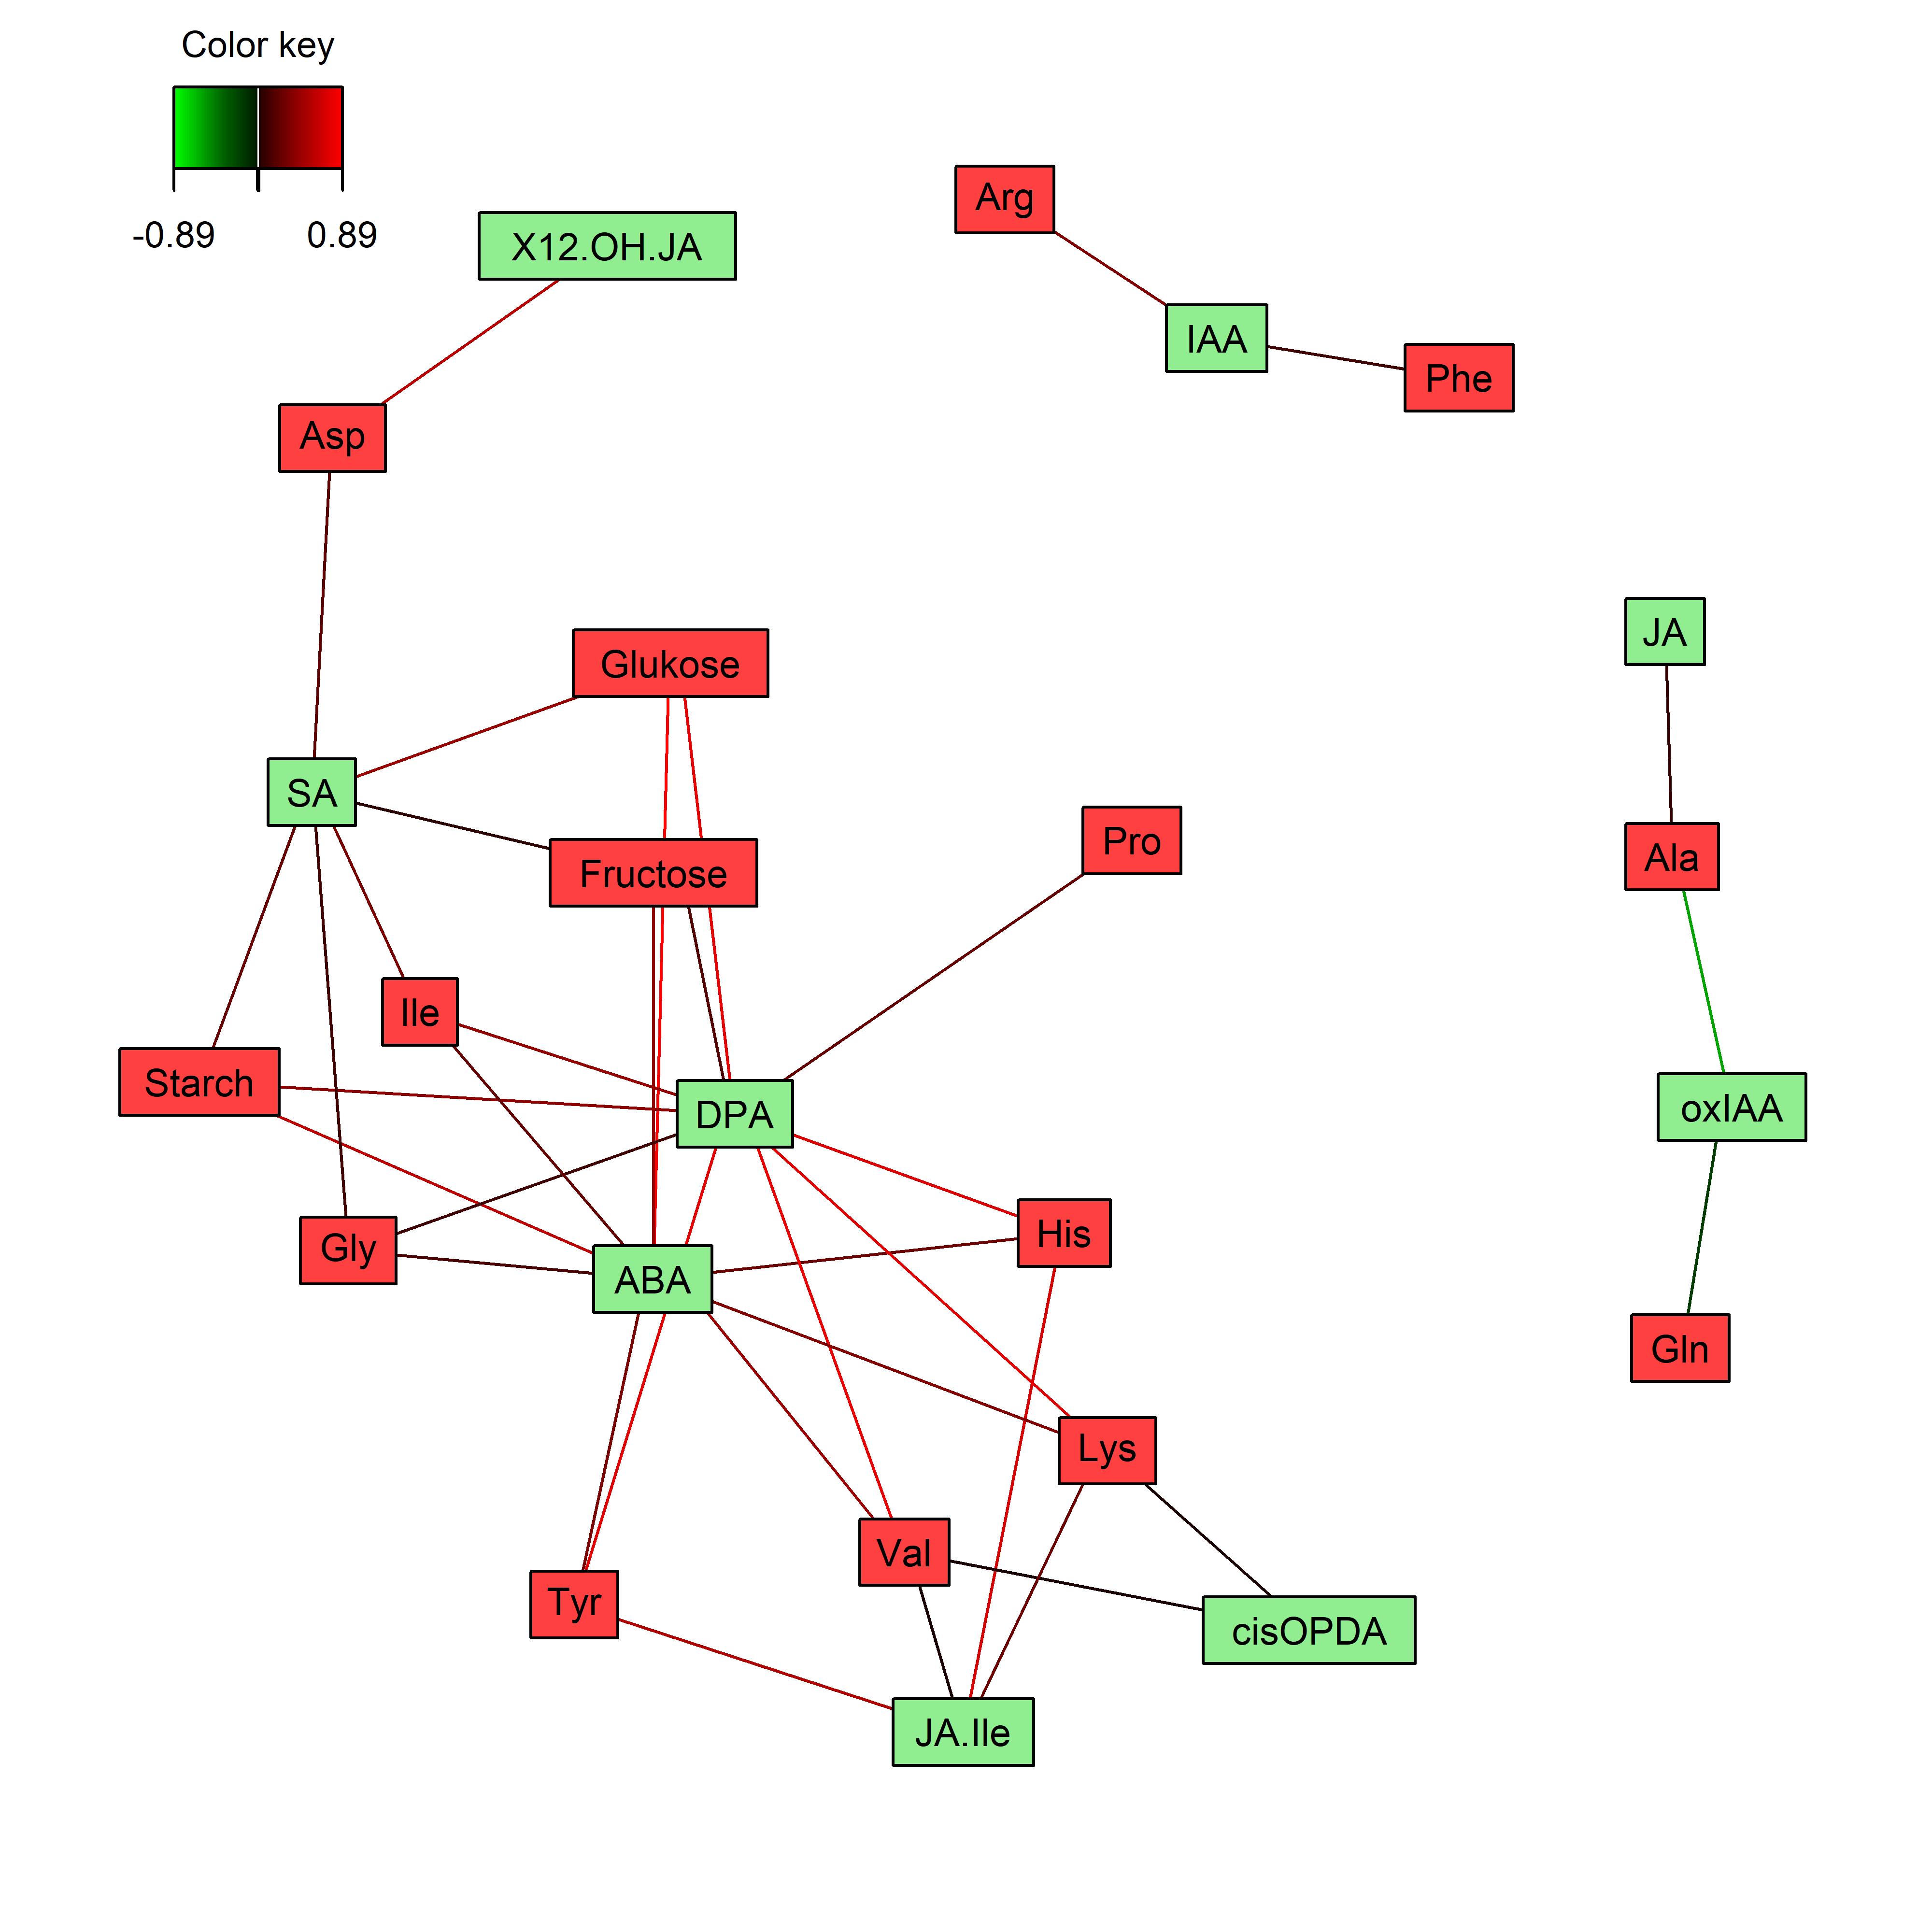 Color key
-0.89 0.89
X12.OH.JA
Arg
IAA
Phe
Asp
JA
Glukose
SA
Fructose
Pro
Ala
Ile
Starch
DPA
oxIAA
Gly
His
ABA
Gln
Lys
Val
Tyr
cisOPDA
JA.Ile